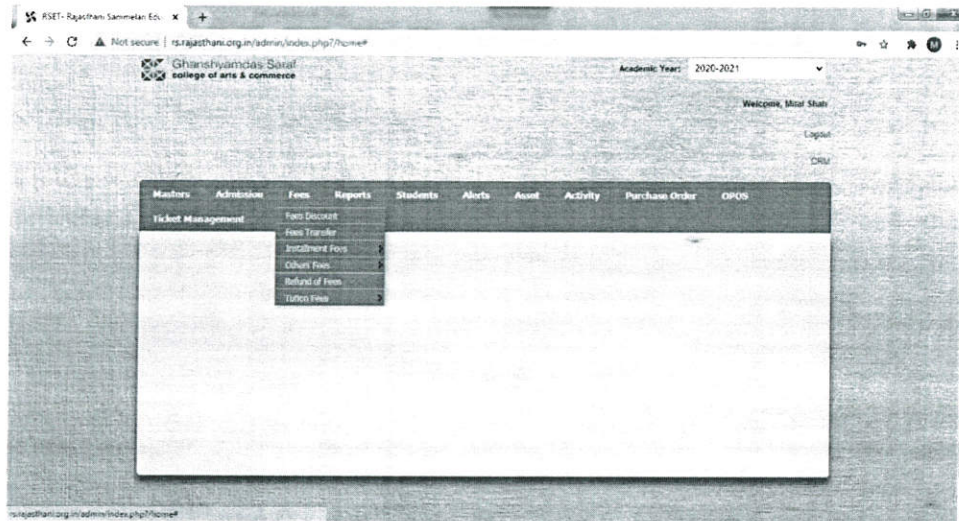 RSET- Rajasthani Sammelan Edu
Not secure | rs.rajasthani.org.in/admin/index.php?/home#
M
Ghanshyamdas Saraf
college of arts & commerce
Academic Year: 2020-2021
Welcome, Mital Shah
Logout
CRM
Masters Admission Fees Reports Students Alerts Asset Activity Purchase Order OPOS
Ticket Management
Fees Discount
Fees Transfer
Installment Fees
Others Fees
Refund of Fees
Tution Fees
rs.rajasthani.org.in/admin/index.php?/home#